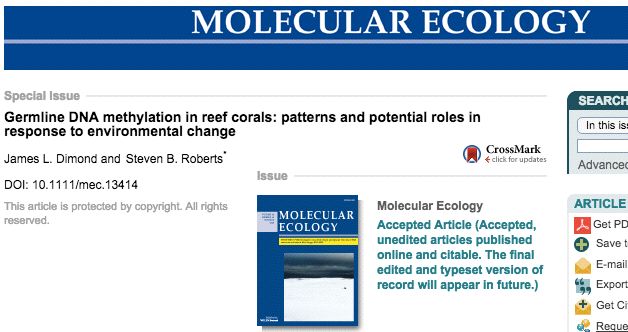 MOLECULAR ECOLOGY
Special Issue
Germline DNA methylation in reef corals: patterns and potential roles in
response to environmental change
James L. Dimond and Steven B. Roberts*
DOI: 10.1111/mec.13414
This article is protected by copyright. All rights
reserved.
CrossMark
click for updates
Issue
MOLECULAR
ECOLOGY
Molecular Ecology
Accepted Article (Accepted,
unedited articles published
online and citable. The final
edited and typeset version of
record will appear in future.)
SEARCH
In this iss
Advanced
ARTICLE
Get PD
Save to
E-mail
Export
Get Ci
Reque